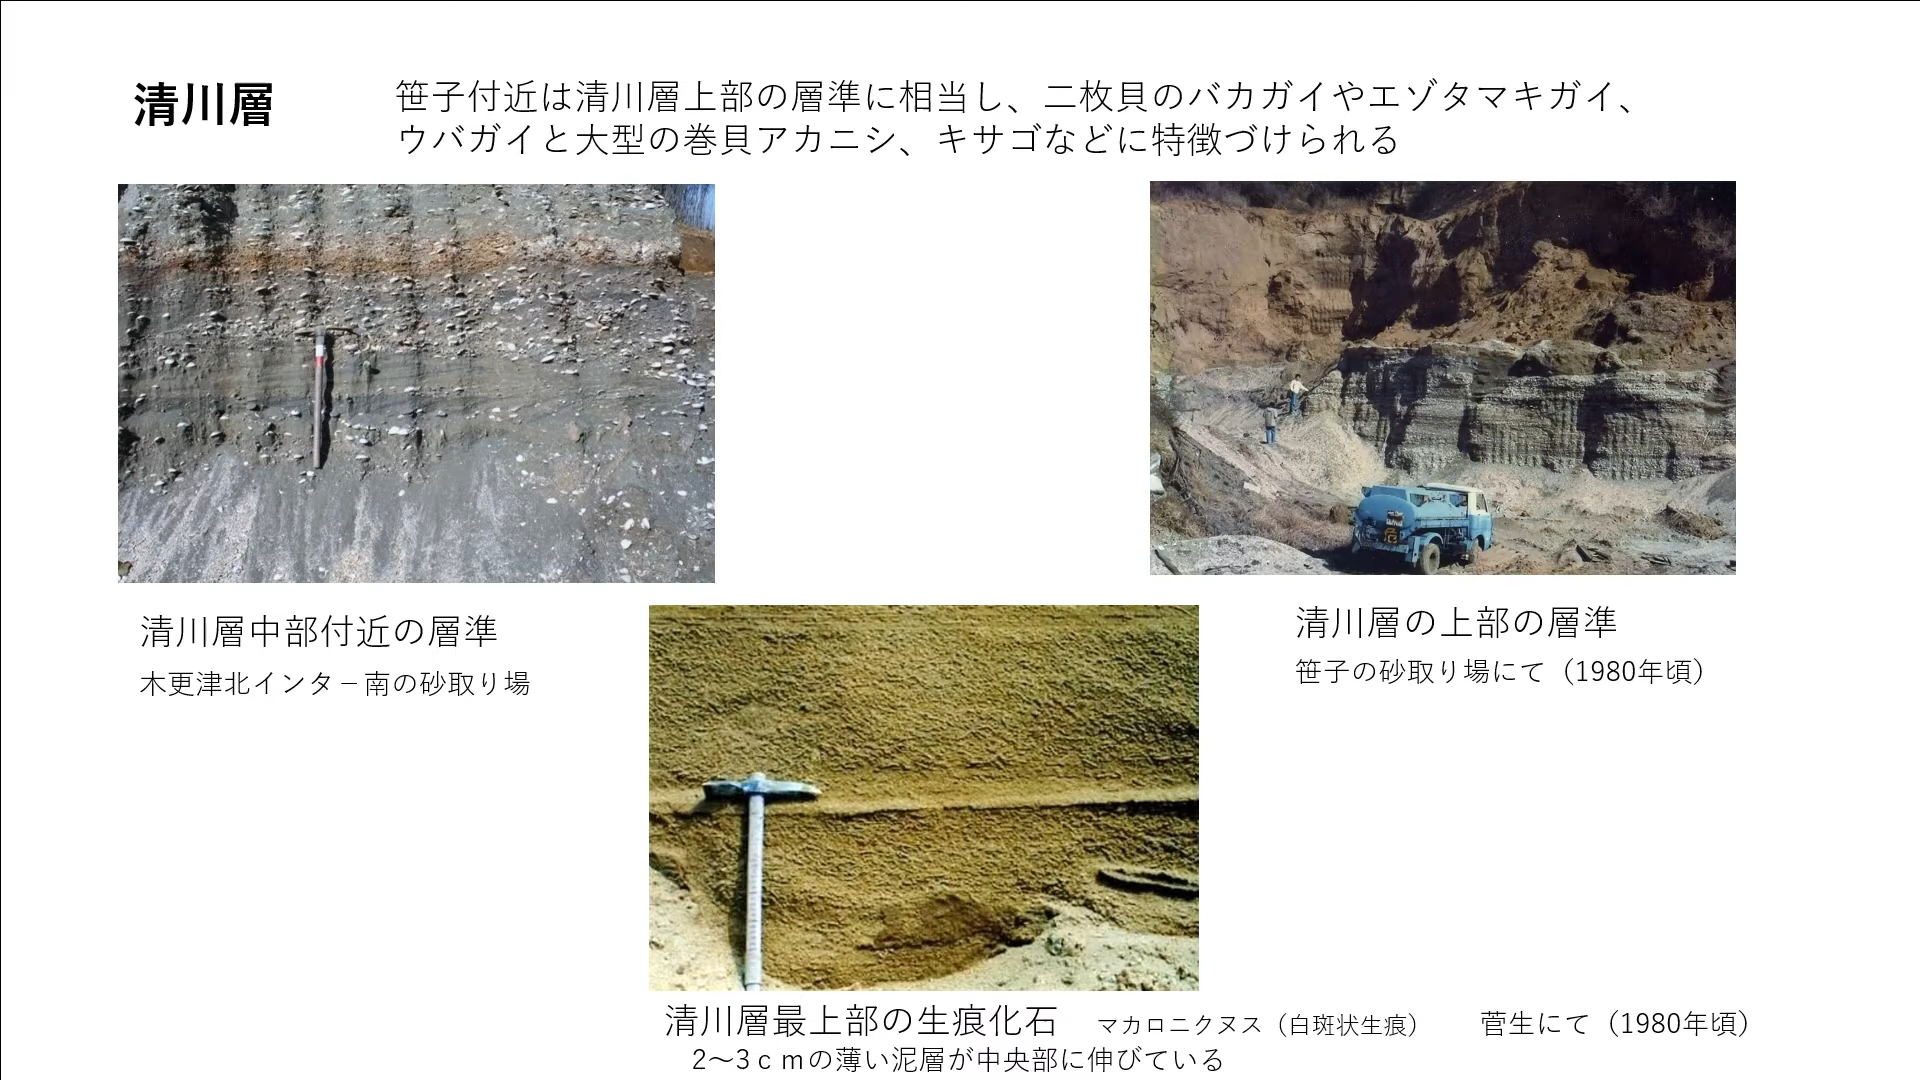 清川層
笹子付近は清川層上部の層準に相当し、二枚貝のバカガイやエゾタマキガイ、
ウバガイと大型の巻貝アカニシ、キサゴなどに特徴づけられる
清川層中部付近の層準
木更津北インタ－南の砂取り場
清川層の上部の層準
笹子の砂取り場にて（1980年頃）
清川層最上部の生痕化石 マカロニクヌス（白斑状生痕） 菅生にて（1980年頃）
2～3ｃｍの薄い泥層が中央部に伸びている